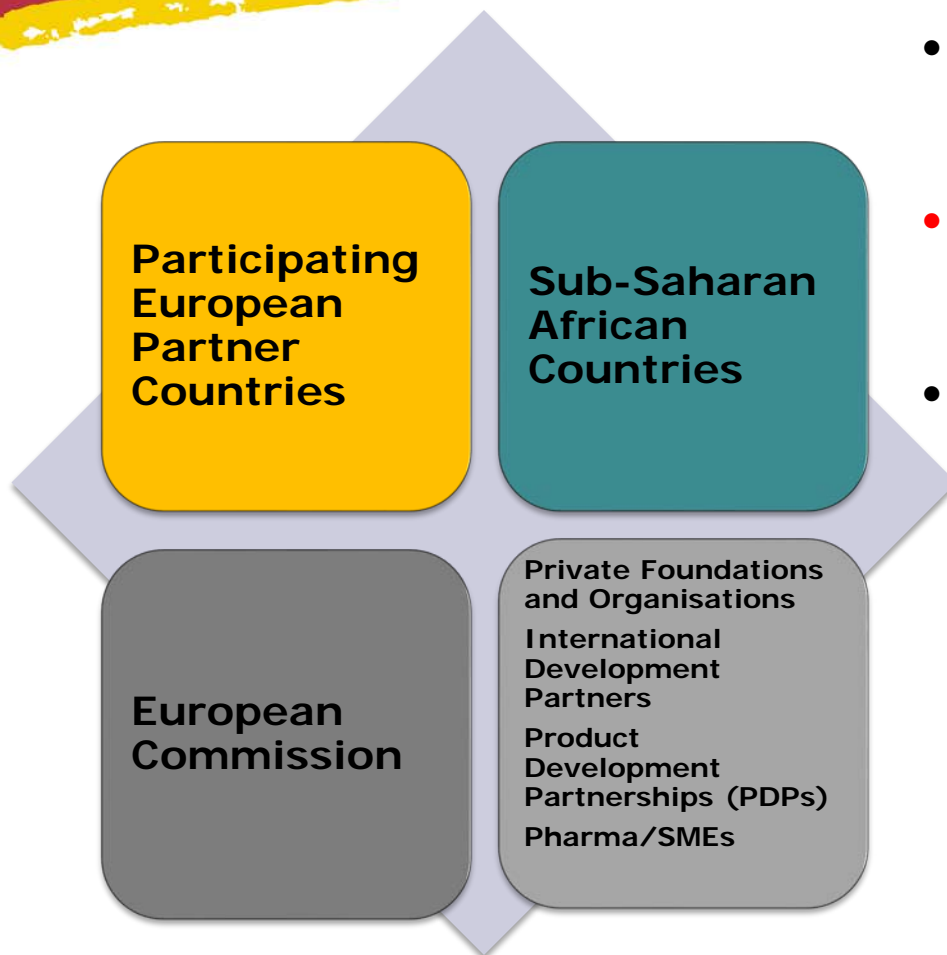 Participating
European
Partner
Countries
Sub-Saharan
African
Countries
European
Commission
Private Foundations
and Organisations
International
Development
Partners
Product
Development
Partnerships (PDPs)
Pharma/SMEs